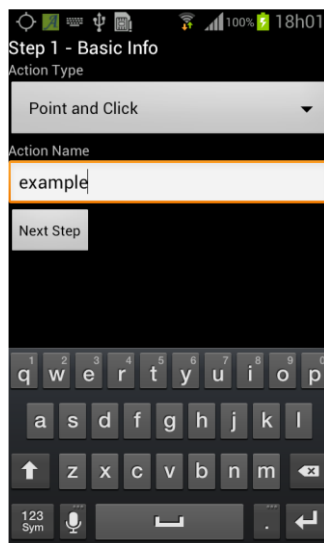 100% 18h01
Step 1 - Basic Info
Action Type
Point and Click
Action Name
example
Next Step
1 2 3 4 5 6 7 8 9 0
q w e r t y u i o p
a s d f g h j k l
z x c v b n m
123 .
Sym